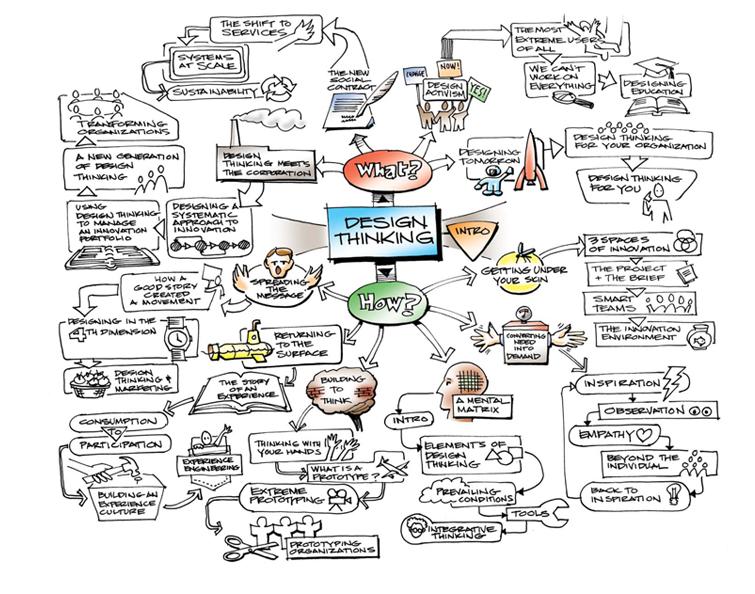 DESIGN
THINKING
INTRO
What?
How?
THE NEW
SOCIAL
CONTRACT
THE SHIFT TO
SERVICES
SYSTEMS
AT SCALE
SUSTAINABILITY
CHANGE
NOW!
YES!
DESIGN
ACTIVISM
THE MOST
EXTREME USER
OF ALL
WE CAN'T
WORK ON
EVERYTHING
DESIGNING
EDUCATION
DESIGNING
TOMORROW
DESIGN THINKING
FOR YOUR ORGANIZATION
DESIGN THINKING
FOR YOU
DESIGN
THINKING MEETS
THE CORPORATION
DESIGNING A
SYSTEMATIC
APPROACH TO
INNOVATION
USING
DESIGN THINKING
TO MANAGE
AN INNOVATION
PORTFOLIO
A NEW GENERATION
OF DESIGN
THINKING
TRANSFORMING
ORGANIZATIONS
GETTING UNDER
YOUR SKIN
3 SPACES
OF INNOVATION
THE PROJECT
+ THE BRIEF
SMART
TEAMS
THE INNOVATION
ENVIRONMENT
CONVERTING
NEED
INTO
DEMAND
INSPIRATION
OBSERVATION
EMPATHY
BEYOND THE
INDIVIDUAL
BACK TO
INSPIRATION
A MENTAL
MATRIX
INTRO
ELEMENTS OF
DESIGN
THINKING
PREVAILING
CONDITIONS
TOOLS
INTEGRATIVE
THINKING
BUILDING
TO
THINK
THINKING WITH
YOUR HANDS
WHAT IS A
PROTOTYPE?
EXTREME
PROTOTYPING
PROTOTYPING
ORGANIZATIONS
RETURNING
TO THE
SURFACE
THE STORY
OF AN
EXPERIENCE
CONSUMPTION
TO
PARTICIPATION
BUILDING AN
EXPERIENCE
CULTURE
EXPERIENCE
ENGINEERING
SPREADING
THE
MESSAGE
HOW A
GOOD STORY
CREATED
A MOVEMENT
DESIGNING IN THE
4TH DIMENSION
DESIGN
THINKING +
MARKETING